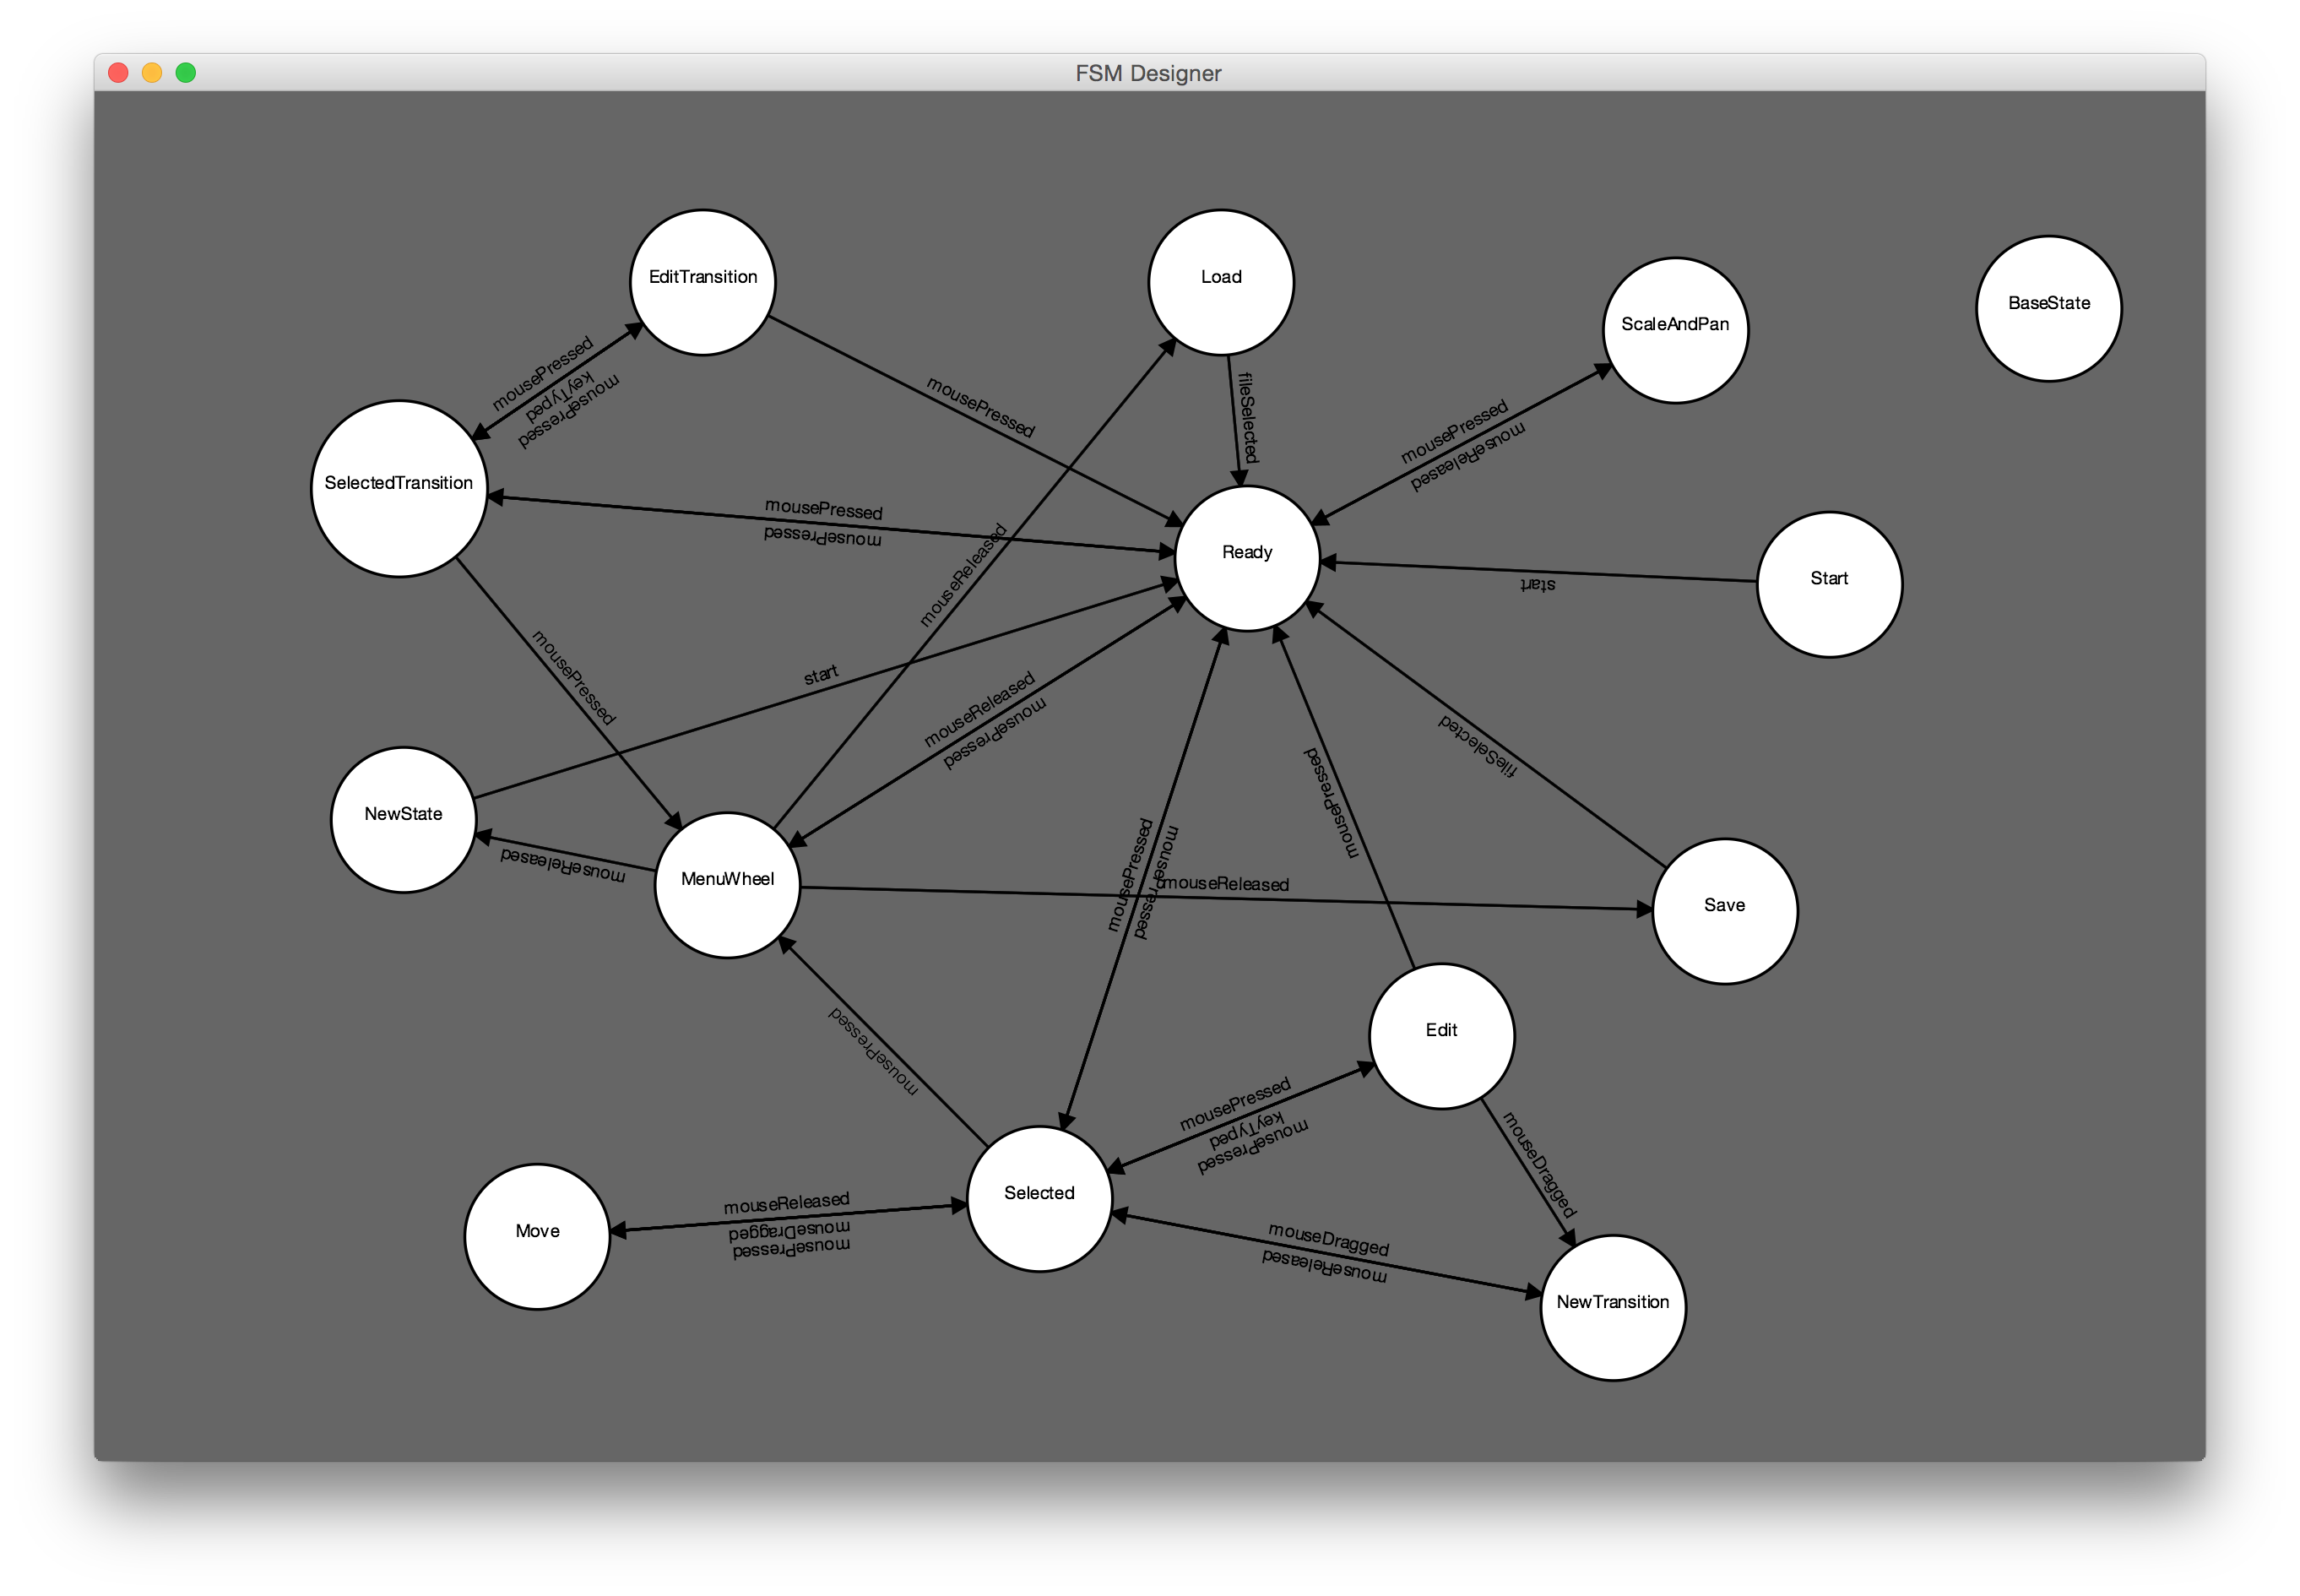 FSM Designer
EditTransition
Load
BaseState
ScaleAndPan
mousePressed
keyTyped
mousePressed
mousePressed
fileSelected
mousePressed
mouseReleased
SelectedTransition
mousePressed
mousePressed
mouseReleased
Ready
Start
start
mousePressed
start
mouseReleased
mousePressed
fileSelected
mousePressed
NewState
mouseReleased
MenuWheel
mousePressed
mousePressed
mouseReleased
Save
mousePressed
Edit
mousePressed
keyTyped
mousePressed
mouseDragged
Selected
Move
mouseReleased
mouseDragged
mousePressed
mouseDragged
mouseReleased
NewTransition